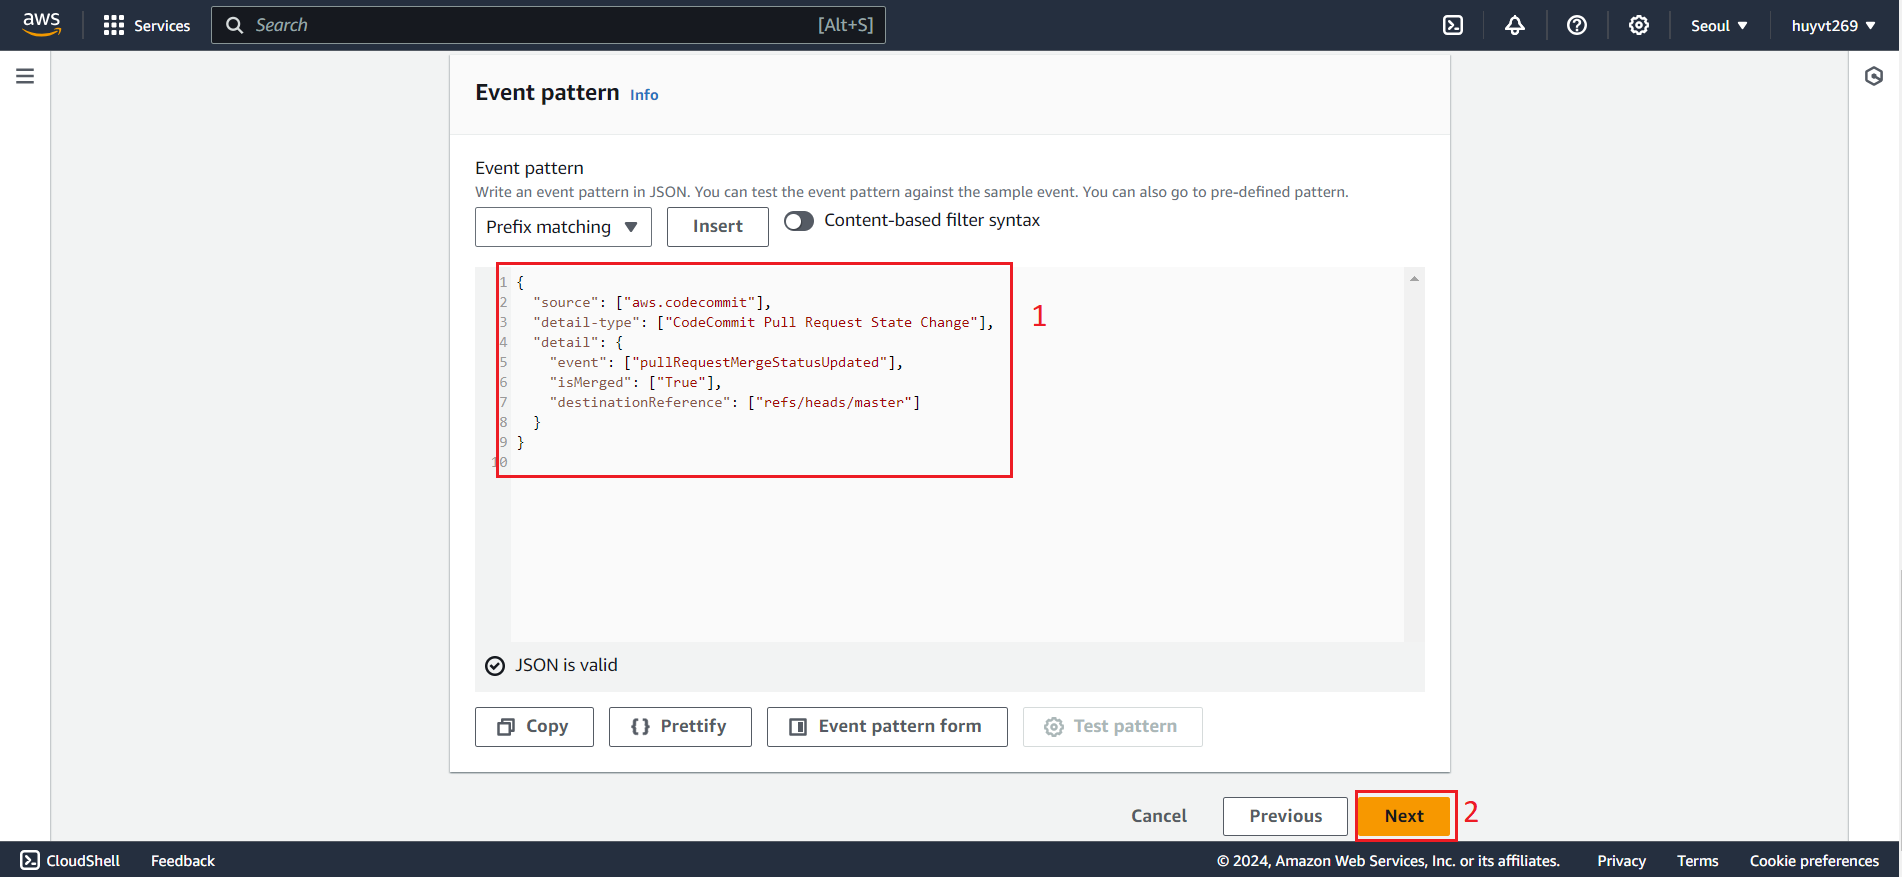 aws
Services
Search
[Alt+S]
Seoul ▼
huyvt269 ▼
Event pattern Info
Event pattern
Write an event pattern in JSON. You can test the event pattern against the sample event. You can also go to pre-defined pattern.
Prefix matching ▼
Insert
Content-based filter syntax
1 {
2   "source": ["aws.codecommit"],
3   "detail-type": ["CodeCommit Pull Request State Change"],
4   "detail": {
5     "event": ["pullRequestMergeStatusUpdated"],
6     "isMerged": ["True"],
7     "destinationReference": ["refs/heads/master"]
8   }
9 }
10
1
JSON is valid
Copy
{} Prettify
Event pattern form
Test pattern
Cancel
Previous
Next
2
CloudShell
Feedback
© 2024, Amazon Web Services, Inc. or its affiliates.
Privacy
Terms
Cookie preferences